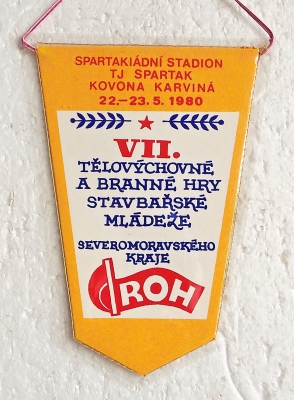 SPARTAKIÁDNÍ STADION
TJ SPARTAK
KOVONA KARVINÁ
22.–23. 5. 1980
VII.
TĚLOVÝCHOVNÉ
A BRANNÉ HRY
STAVBAŘSKÉ
MLÁDEŽE
SEVEROMORAVSKÉHO
KRAJE
ROH